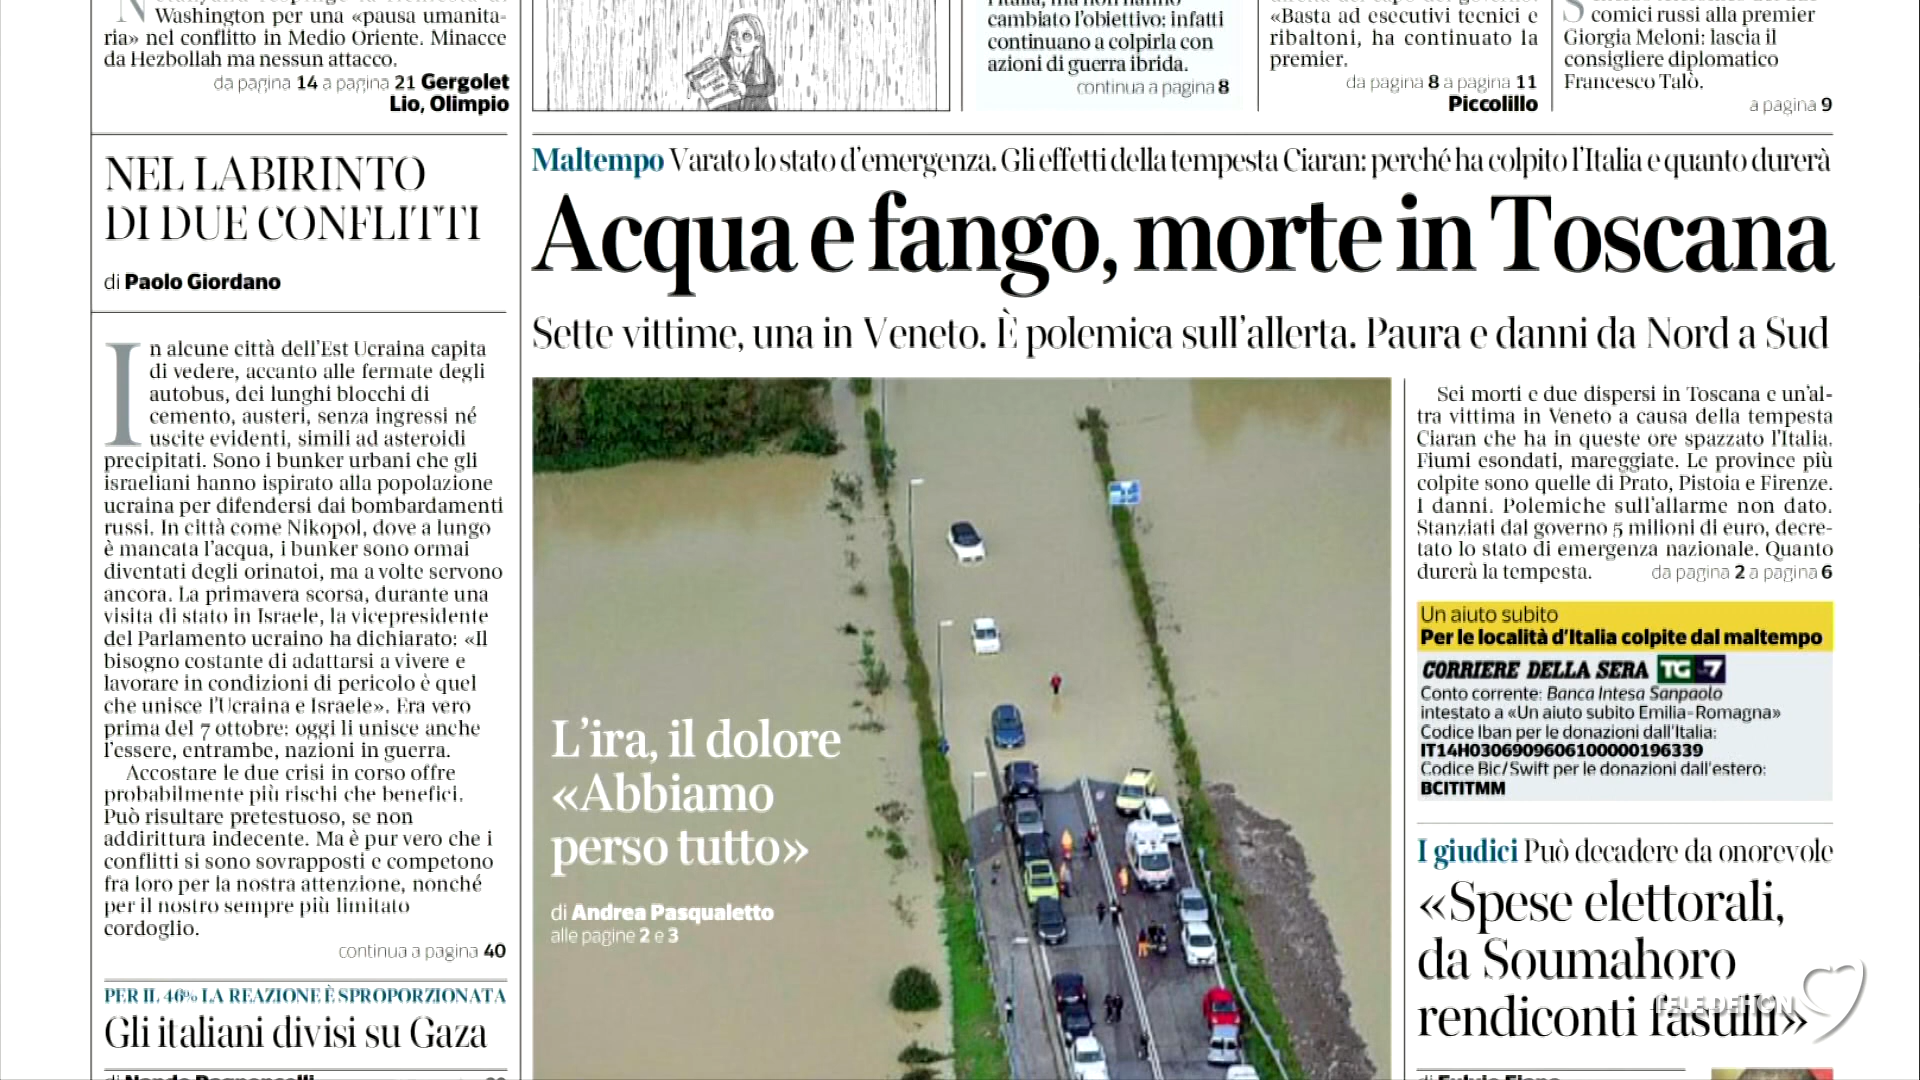 Washington per una «pausa umanita-
ria» nel conflitto in Medio Oriente. Minacce
da Hezbollah ma nessun attacco.
da pagina 14 a pagina 21 Gergolet
Lio, Olimpio
cambiato l'obiettivo: infatti
continuano a colpirla con
azioni di guerra ibrida.
continua a pagina 8
«Basta ad esecutivi tecnici e
ribaltoni, ha continuato la
premier.
da pagina 8 a pagina 11
Piccolillo
comici russi alla premier
Giorgia Meloni: lascia il
consigliere diplomatico
Francesco Talò.
a pagina 9
NEL LABIRINTO
DI DUE CONFLITTI
di Paolo Giordano
In alcune città dell'Est Ucraina capita
di vedere, accanto alle fermate degli
autobus, dei lunghi blocchi di
cemento, austeri, senza ingressi né
uscite evidenti, simili ad asteroidi
precipitati. Sono i bunker urbani che gli
israeliani hanno ispirato alla popolazione
ucraina per difendersi dai bombardamenti
russi. In città come Nikopol, dove a lungo
è mancata l'acqua, i bunker sono ormai
diventati degli orinatoi, ma a volte servono
ancora. La primavera scorsa, durante una
visita di stato in Israele, la vicepresidente
del Parlamento ucraino ha dichiarato: «Il
bisogno costante di adattarsi a vivere e
lavorare in condizioni di pericolo è quel
che unisce l'Ucraina e Israele». Era vero
prima del 7 ottobre: oggi li unisce anche
l'essere, entrambe, nazioni in guerra.
Accostare le due crisi in corso offre
probabilmente più rischi che benefici.
Può risultare pretestuoso, se non
addirittura indecente. Ma è pur vero che i
conflitti si sono sovrapposti e competono
fra loro per la nostra attenzione, nonché
per il nostro sempre più limitato
cordoglio.
continua a pagina 40
PER IL 46% LA REAZIONE È SPROPORZIONATA
Gli italiani divisi su Gaza
di Nando Pagnoncelli
Maltempo Varato lo stato d'emergenza. Gli effetti della tempesta Ciaran: perché ha colpito l'Italia e quanto durerà
Acqua e fango, morte in Toscana
Sette vittime, una in Veneto. È polemica sull'allerta. Paura e danni da Nord a Sud
L'ira, il dolore
«Abbiamo
perso tutto»
di Andrea Pasqualetto
alle pagine 2 e 3
Sei morti e due dispersi in Toscana e un'al-
tra vittima in Veneto a causa della tempesta
Ciaran che ha in queste ore spazzato l'Italia.
Fiumi esondati, mareggiate. Le province più
colpite sono quelle di Prato, Pistoia e Firenze.
I danni. Polemiche sull'allarme non dato.
Stanziati dal governo 5 milioni di euro, decre-
tato lo stato di emergenza nazionale. Quanto
durerà la tempesta. da pagina 2 a pagina 6
Un aiuto subito
Per le località d'Italia colpite dal maltempo
CORRIERE DELLA SERA TG LA7
Conto corrente: Banca Intesa Sanpaolo
intestato a «Un aiuto subito Emilia-Romagna»
Codice Iban per le donazioni dall'Italia:
IT14H0306909606100000196339
Codice Bic/Swift per le donazioni dall'estero:
BCITITMM
I giudici Può decadere da onorevole
«Spese elettorali,
da Soumahoro
rendiconti fasulli»
di Fulvio Fiano
TELE DEHON